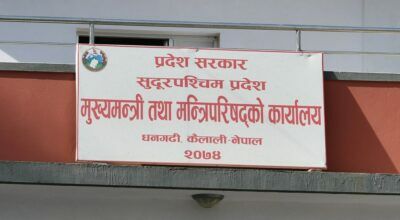 प्रदेश सरकार
सुदूरपश्चिम प्रदेश
मुख्यमन्त्री तथा मन्त्रिपरिषद्को कार्यालय
धनगढी, कैलाली-नेपाल
२०७४